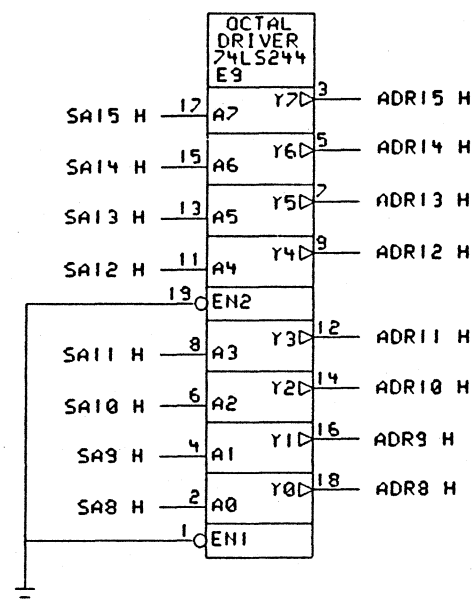 OCTAL
DRIVER
74LS244
E9
SA15 H 17 A7 Y7 3 ADR15 H
SA14 H 15 A6 Y6 5 ADR14 H
SA13 H 13 A5 Y5 7 ADR13 H
SA12 H 11 A4 Y4 9 ADR12 H
19 EN2
SA11 H 8 A3 Y3 12 ADR11 H
SA10 H 6 A2 Y2 14 ADR10 H
SA9 H 4 A1 Y1 16 ADR9 H
SA8 H 2 A0 Y0 18 ADR8 H
1 EN1